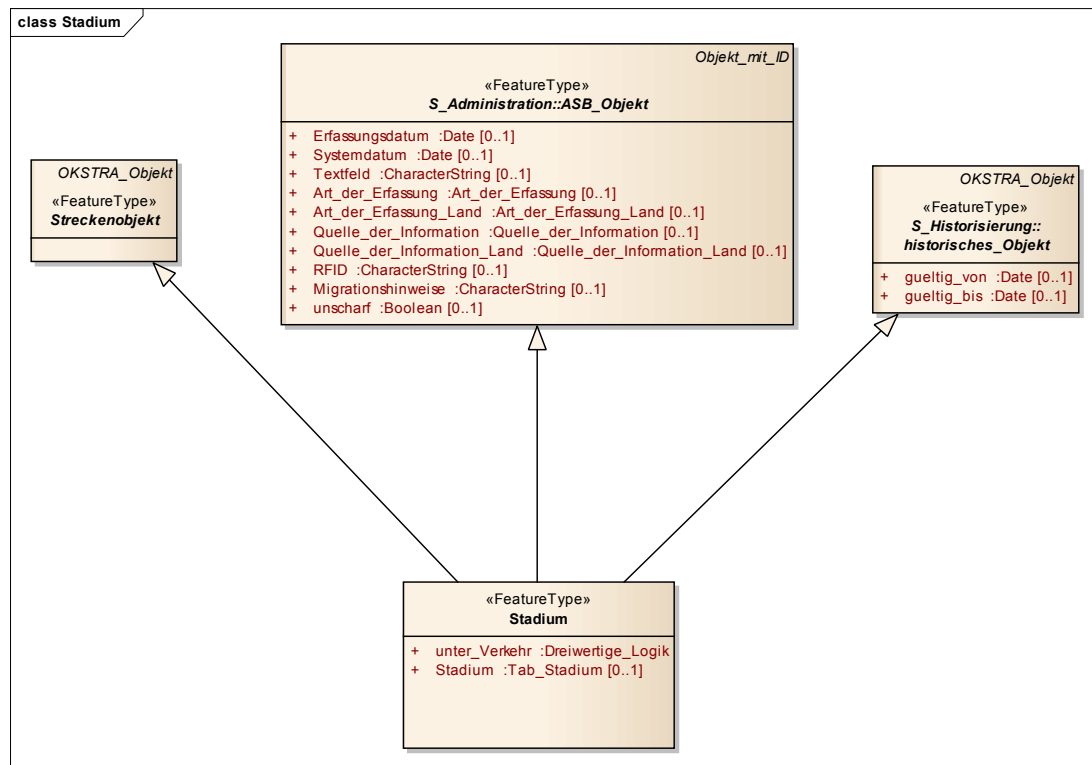 class Stadium
OKSTRA_Objekt
«FeatureType»
Streckenobjekt
Objekt_mit_ID
«FeatureType»
S_Administration::ASB_Objekt
+ Erfassungsdatum :Date [0..1]
+ Systemdatum :Date [0..1]
+ Textfeld :CharacterString [0..1]
+ Art_der_Erfassung :Art_der_Erfassung [0..1]
+ Art_der_Erfassung_Land :Art_der_Erfassung_Land [0..1]
+ Quelle_der_Information :Quelle_der_Information [0..1]
+ Quelle_der_Information_Land :Quelle_der_Information_Land [0..1]
+ RFID :CharacterString [0..1]
+ Migrationshinweise :CharacterString [0..1]
+ unscharf :Boolean [0..1]
OKSTRA_Objekt
«FeatureType»
S_Historisierung::
historisches_Objekt
+ gueltig_von :Date [0..1]
+ gueltig_bis :Date [0..1]
«FeatureType»
Stadium
+ unter_Verkehr :Dreiwertige_Logik
+ Stadium :Tab_Stadium [0..1]